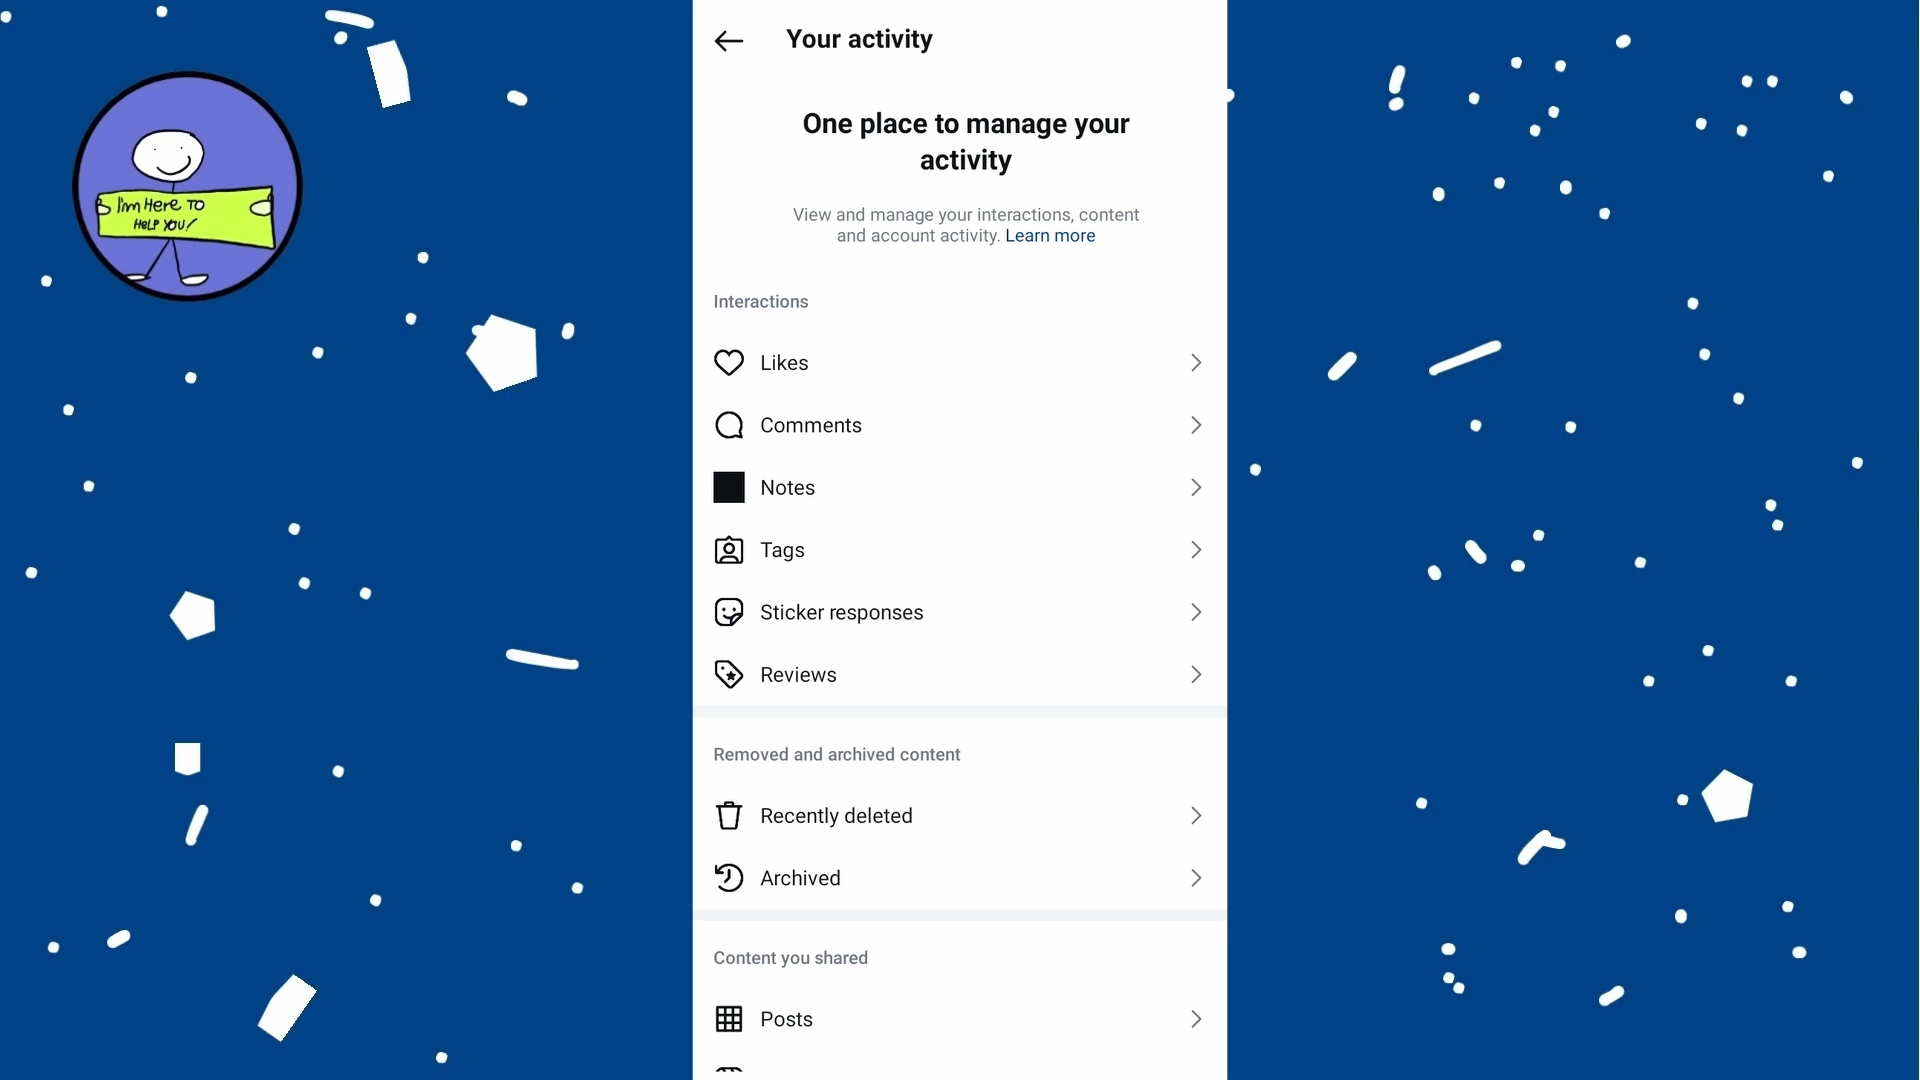 Your activity
I'm Here To
Help You!
One place to manage your
activity
View and manage your interactions, content
and account activity. Learn more
Interactions
Likes
Comments
Notes
Tags
Sticker responses
Reviews
Removed and archived content
Recently deleted
Archived
Content you shared
Posts